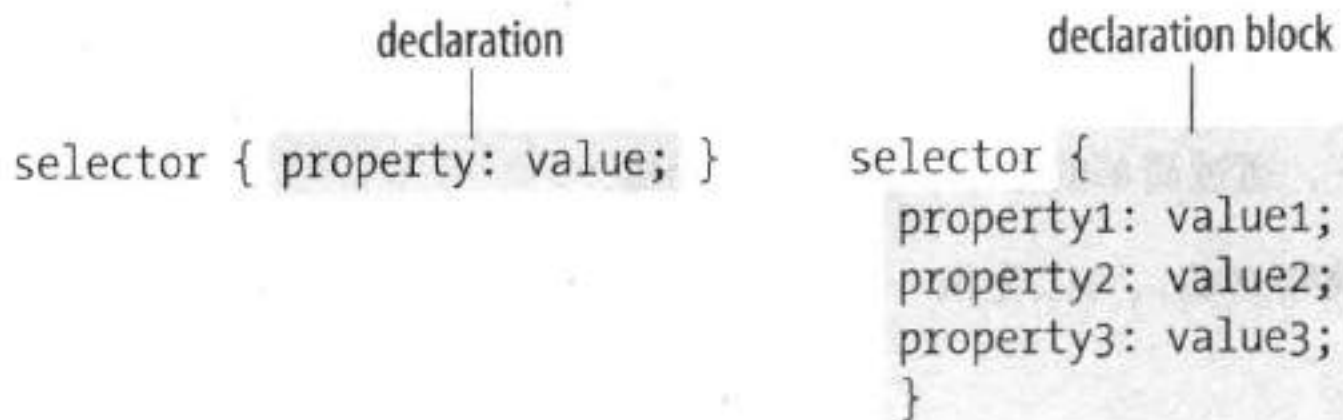 declaration
selector { property: value; }
declaration block
selector {
property1: value1;
property2: value2;
property3: value3;
}